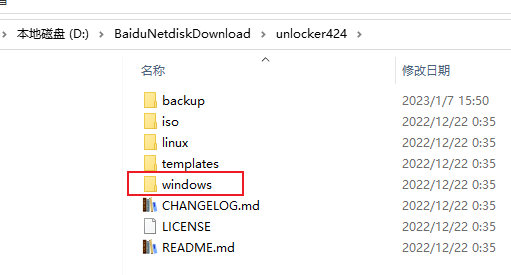 本地磁盘 (D:) > BaiduNetdiskDownload > unlocker424 >
名称 修改日期
backup 2023/1/7 15:50
iso 2022/12/22 0:35
linux 2022/12/22 0:35
templates 2022/12/22 0:35
windows 2022/12/22 0:35
CHANGELOG.md 2022/12/22 0:35
LICENSE 2022/12/22 0:35
README.md 2022/12/22 0:35